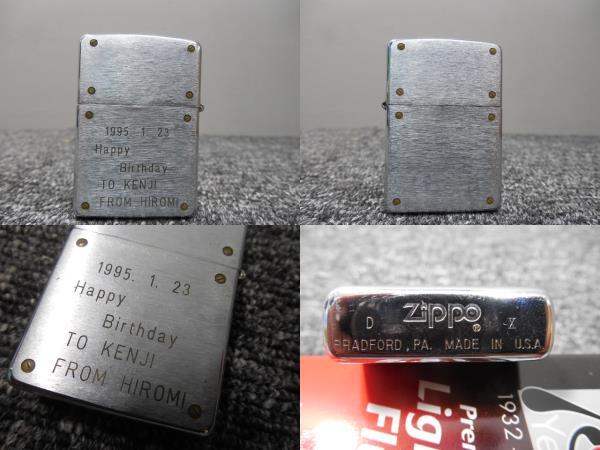 1995. 1. 23
Happy
Birthday
TO KENJI
FROM HIROMI
1995. 1. 23
Happy
Birthday
TO KENJI
FROM HIROMI
Zippo ®
D X
BRADFORD, PA. MADE IN U.S.A.
1932